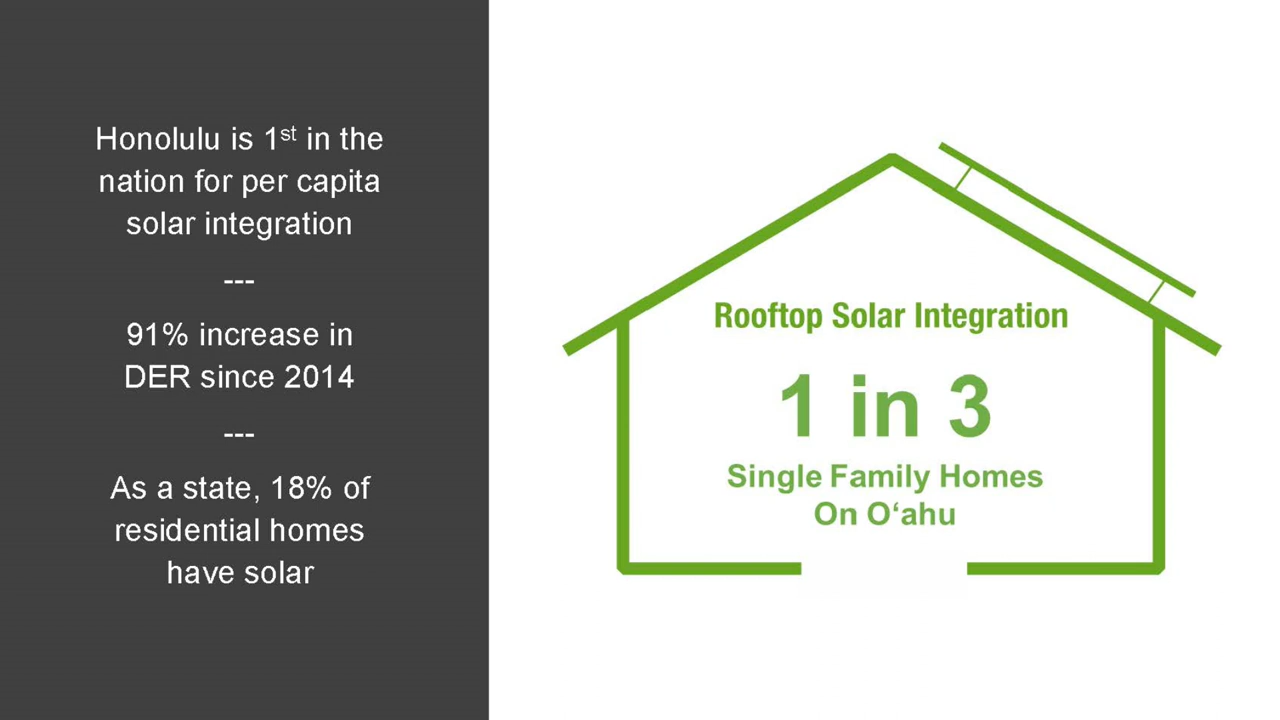 Honolulu is 1st in the
nation for per capita
solar integration
---
91% increase in
DER since 2014
---
As a state, 18% of
residential homes
have solar
Rooftop Solar Integration
1 in 3
Single Family Homes
On O‘ahu